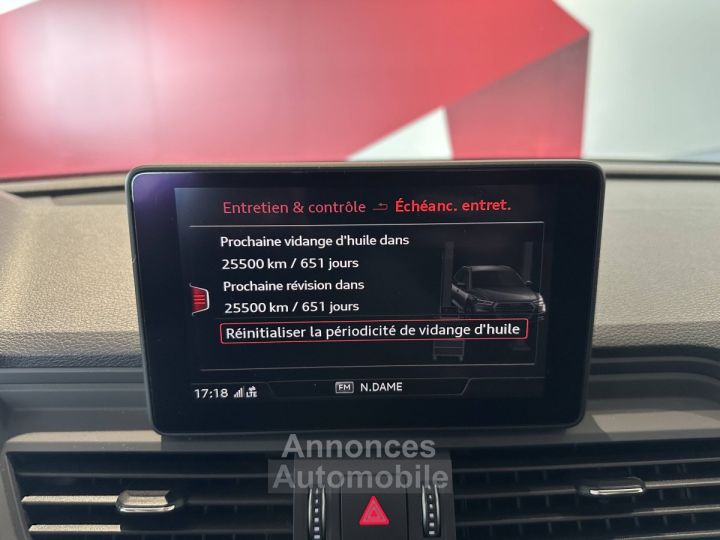 Entretien & contrôle Échéanc. entret.
Prochaine vidange d'huile dans
25500 km / 651 jours
Prochaine révision dans
25500 km / 651 jours
Réinitialiser la périodicité de vidange d'huile
17:18 LTE FM N.DAME
Annonces
Automobile